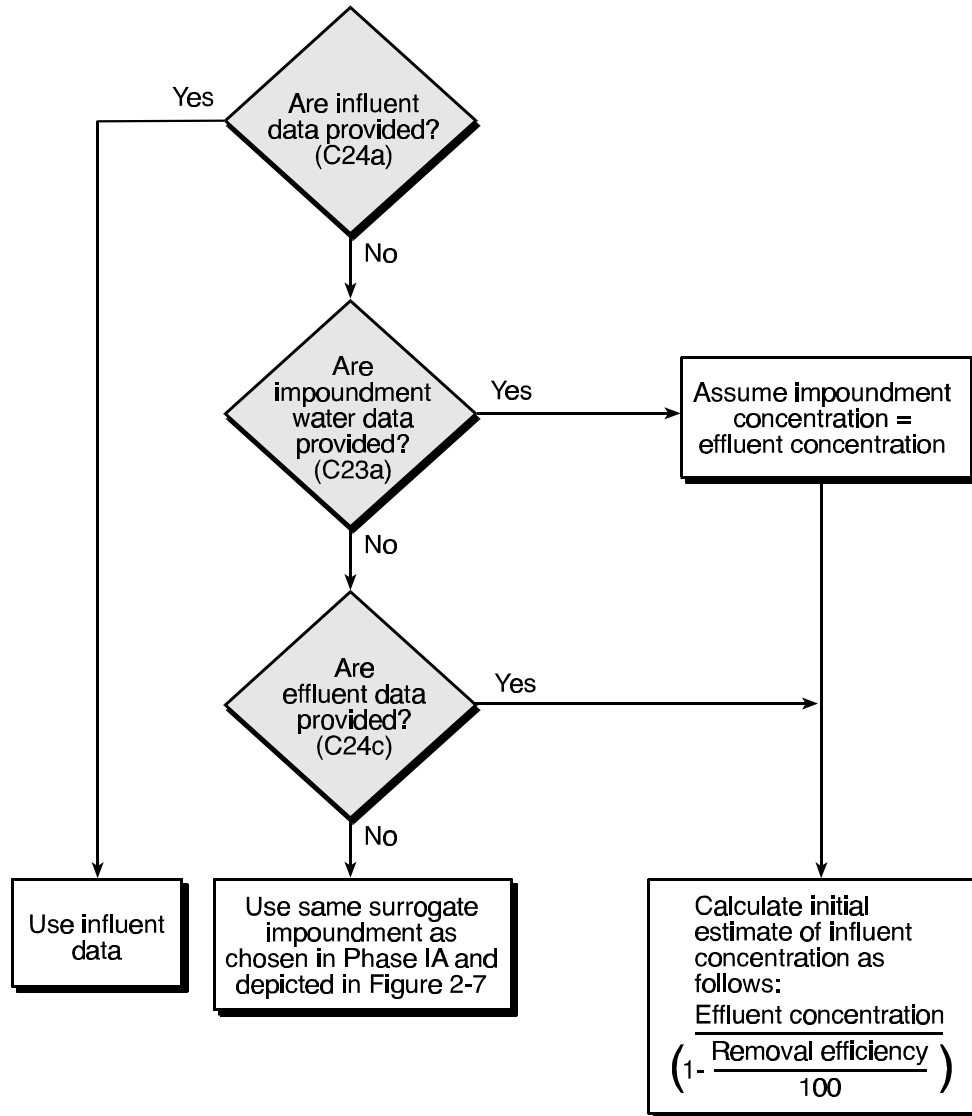 Are influent
data provided?
(C24a)
Yes
No
Are
impoundment
water data
provided?
(C23a)
Yes
Assume impoundment
concentration =
effluent concentration
No
Are
effluent data
provided?
(C24c)
Yes
No
Use influent
data
Use same surrogate
impoundment as
chosen in Phase IA and
depicted in Figure 2-7
Calculate initial
estimate of influent
concentration as
follows:
Effluent concentration
(1- Removal efficiency
100 )